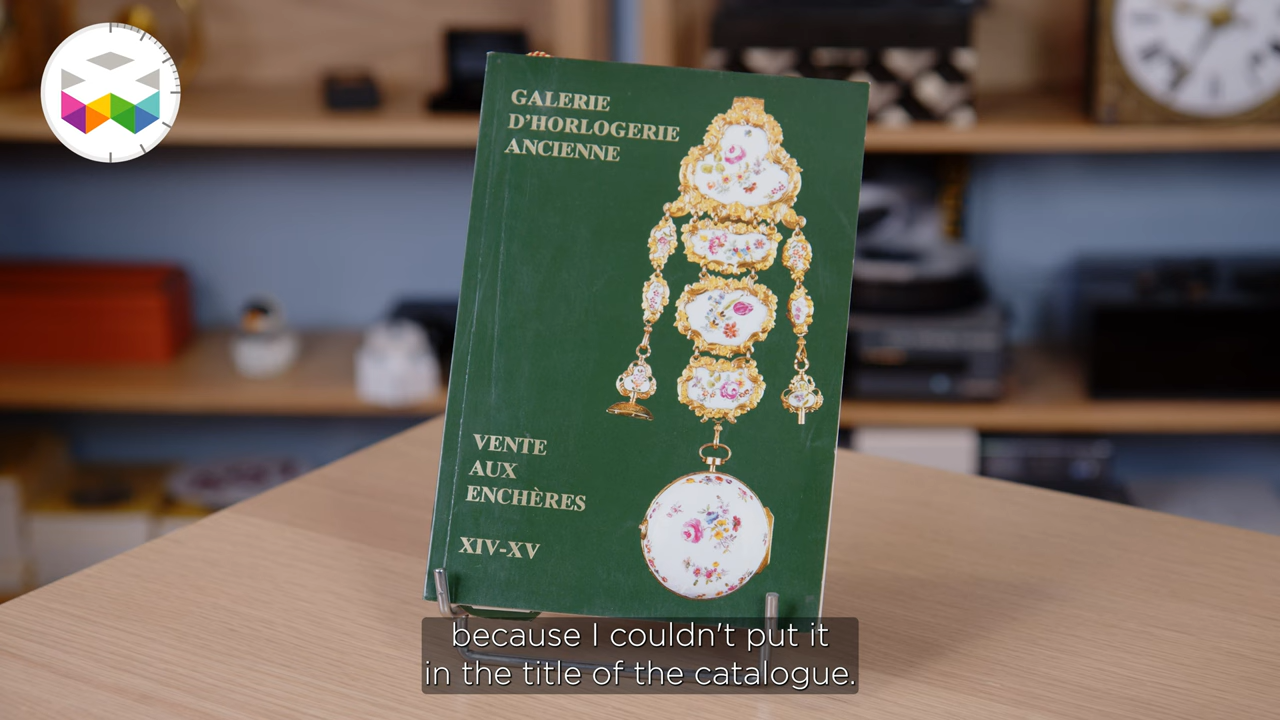 GALERIE
D'HORLOGERIE
ANCIENNE
VENTE
AUX
ENCHÈRES
XIV-XV
because I couldn't put it
in the title of the catalogue.